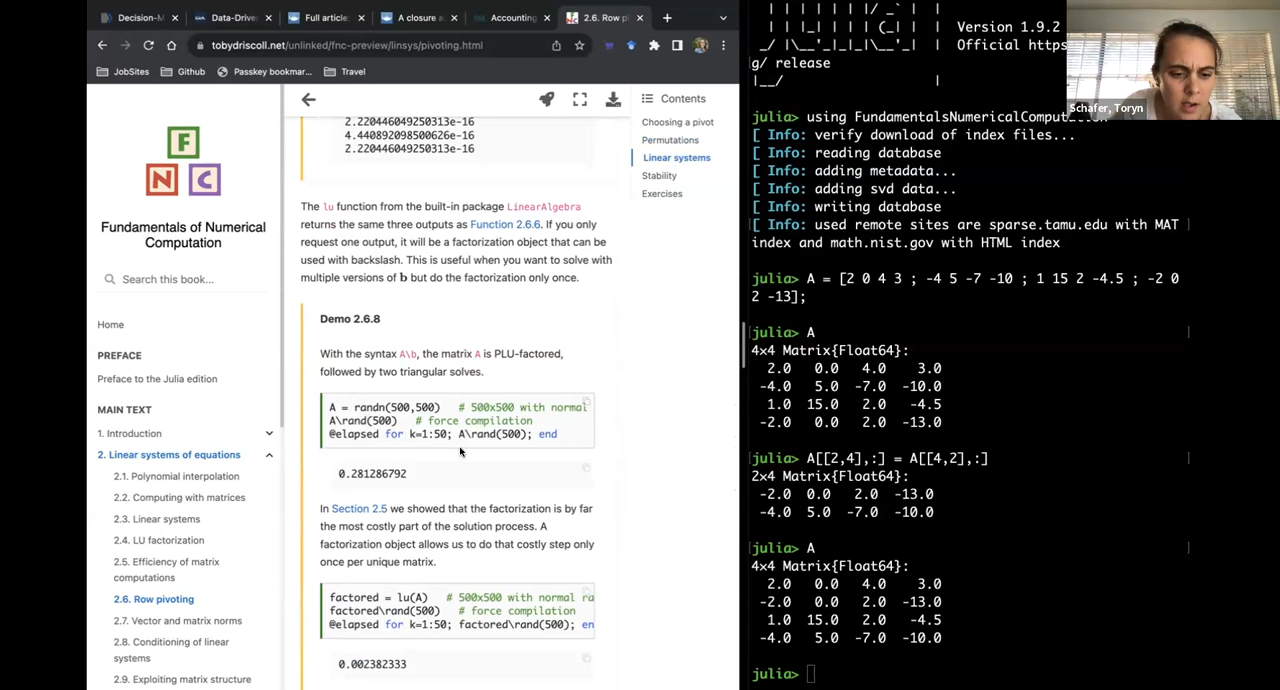 Decision-M
Data-Drive
Full article
A closure a
Accounting
2.6. Row p
tobydriscoll.net/unlinked/fnc-preview/linsys/pivoting.html
JobSites
Github
Passkey bookmar...
Travel
F
N C
Fundamentals of Numerical
Computation
Search this book...
Home
PREFACE
Preface to the Julia edition
MAIN TEXT
1. Introduction
2. Linear systems of equations
2.1. Polynomial interpolation
2.2. Computing with matrices
2.3. Linear systems
2.4. LU factorization
2.5. Efficiency of matrix
computations
2.6. Row pivoting
2.7. Vector and matrix norms
2.8. Conditioning of linear
systems
2.9. Exploiting matrix structure
2.220446049250313e-16
4.440892098500626e-16
2.220446049250313e-16
The lu function from the built-in package LinearAlgebra
returns the same three outputs as Function 2.6.6. If you only
request one output, it will be a factorization object that can be
used with backslash. This is useful when you want to solve with
multiple versions of b but do the factorization only once.
Demo 2.6.8
With the syntax A\b, the matrix A is PLU-factored,
followed by two triangular solves.
A = randn(500,500) # 500x500 with normal
A\rand(500) # force compilation
@elapsed for k=1:50; A\rand(500); end
0.281286792
In Section 2.5 we showed that the factorization is by far
the most costly part of the solution process. A
factorization object allows us to do that costly step only
once per unique matrix.
factored = lu(A) # 500x500 with normal ra
factored\rand(500) # force compilation
@elapsed for k=1:50; factored\rand(500); en
0.002382333
Contents
Choosing a pivot
Permutations
Linear systems
Stability
Exercises
| | | | | | |/ _` | | Version 1.9.2
| | |_| | | | (_| | | Official https
_/ |\__'_|_|_|\__'_| |
g/ release
|__/ |
Schafer, Toryn
julia> using FundamentalsNumericalComputation
[ Info: verify download of index files...
[ Info: reading database
[ Info: adding metadata...
[ Info: adding svd data...
[ Info: writing database
[ Info: used remote sites are sparse.tamu.edu with MAT
index and math.nist.gov with HTML index
julia> A = [2 0 4 3 ; -4 5 -7 -10 ; 1 15 2 -4.5 ; -2 0
2 -13];
julia> A
4×4 Matrix{Float64}:
2.0 0.0 4.0 3.0
-4.0 5.0 -7.0 -10.0
1.0 15.0 2.0 -4.5
-2.0 0.0 2.0 -13.0
julia> A[[2,4],:] = A[[4,2],:]
2×4 Matrix{Float64}:
-2.0 0.0 2.0 -13.0
-4.0 5.0 -7.0 -10.0
julia> A
4×4 Matrix{Float64}:
2.0 0.0 4.0 3.0
-2.0 0.0 2.0 -13.0
1.0 15.0 2.0 -4.5
-4.0 5.0 -7.0 -10.0
julia>